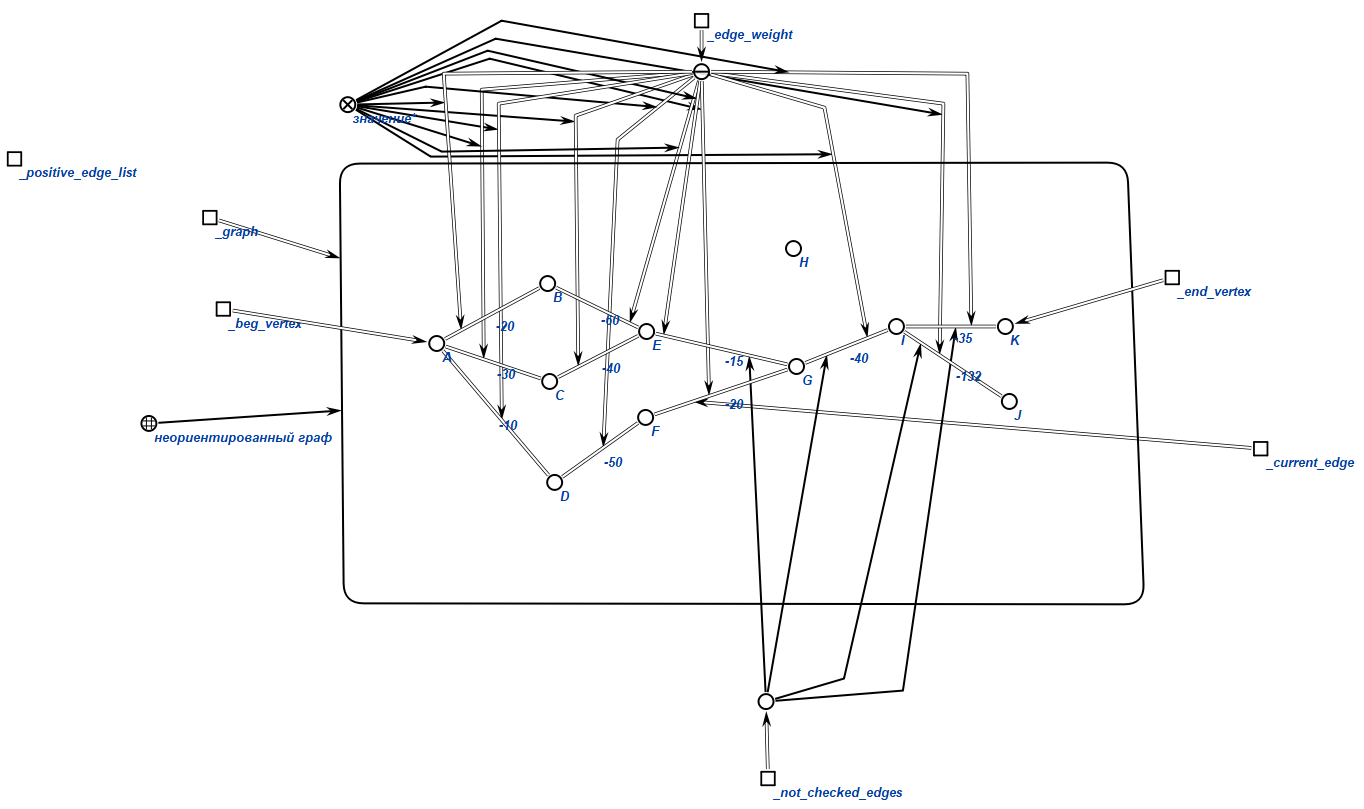 _edge_weight
значение*
_positive_edge_list
_graph
H
_end_vertex
B
_beg_vertex
-20
-60
E
I
35
K
A
-15
-40
-30
-40
G
-132
C
-20
J
-10
F
неориентированный граф
-50
_current_edge
D
_not_checked_edges